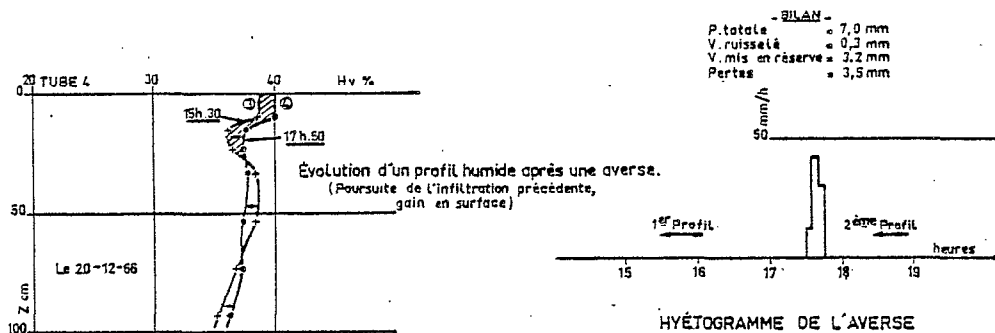 - BILAN -
P. totale = 7,0 mm
V. ruisselé = 0,3 mm
V. mis en réserve = 3.2 mm
Pertes = 3,5 mm
20 TUBE 4 30 40 Hv %
0
① ②
15h.30
17h.50
50
100
Z cm
Le 20-12-66
Évolution d'un profil humide après une averse.
(Poursuite de l'infiltration précédente,
gain en surface)
50 mm/h
1er Profil
2ème Profil
heures
15 16 17 18 19
HYÉTOGRAMME DE L'AVERSE